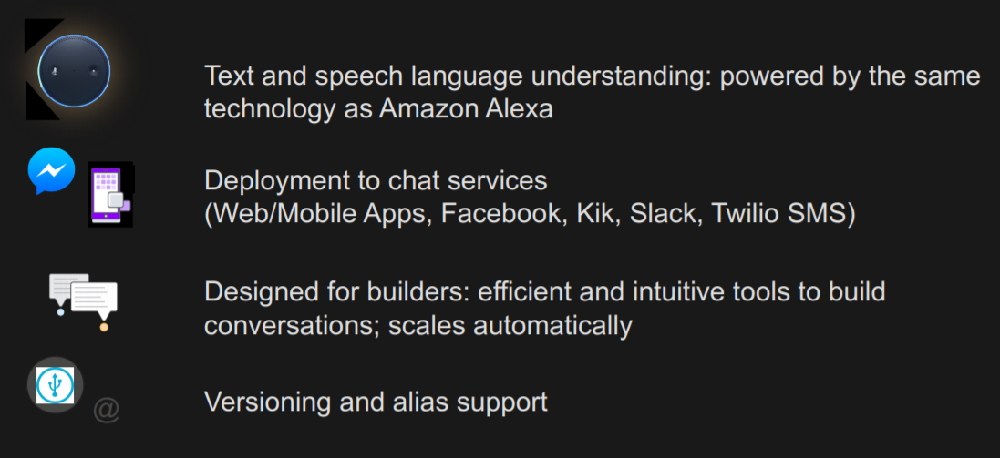 Text and speech language understanding: powered by the same
technology as Amazon Alexa
Deployment to chat services
(Web/Mobile Apps, Facebook, Kik, Slack, Twilio SMS)
Designed for builders: efficient and intuitive tools to build
conversations; scales automatically
@
Versioning and alias support